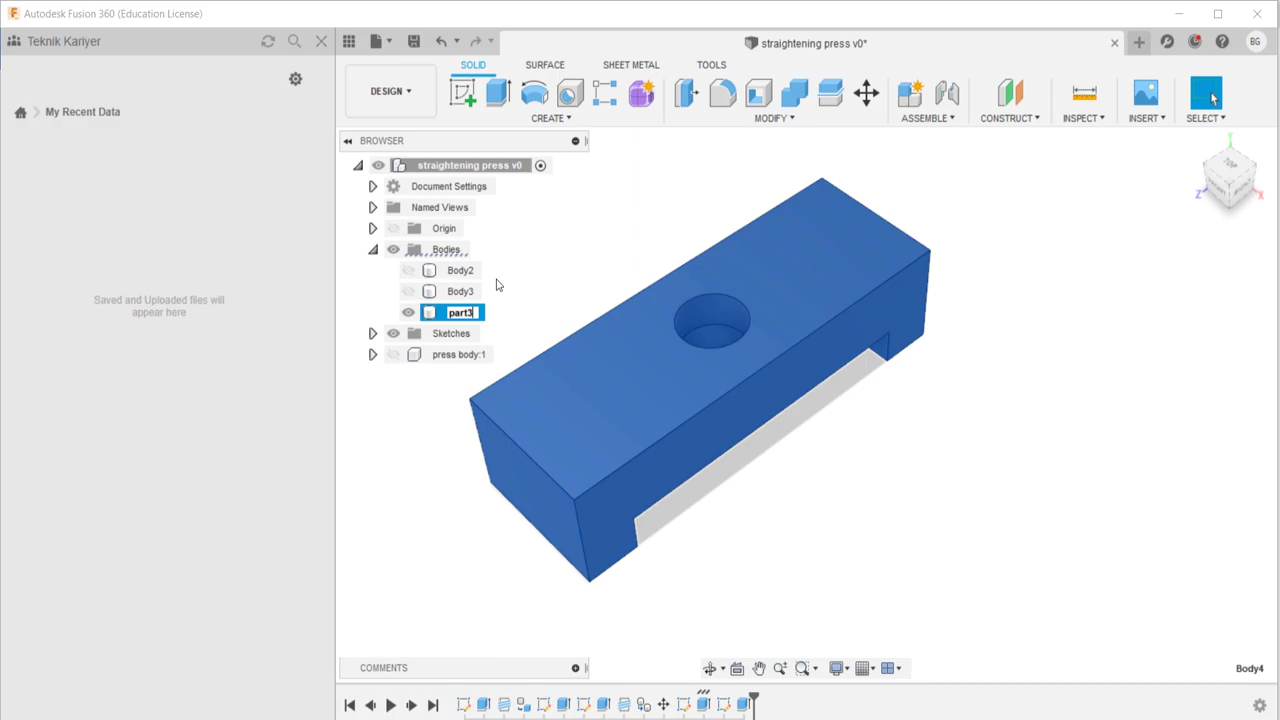 Autodesk Fusion 360 (Education License)
Teknik Kariyer
straightening press v0*
BG
My Recent Data
Saved and Uploaded files will
appear here
DESIGN
SOLID
SURFACE
SHEET METAL
TOOLS
CREATE
MODIFY
ASSEMBLE
CONSTRUCT
INSPECT
INSERT
SELECT
BROWSER
straightening press v0
Document Settings
Named Views
Origin
Bodies
Body2
Body3
part3
Sketches
press body:1
TOP
Y
Z
X
COMMENTS
Body4